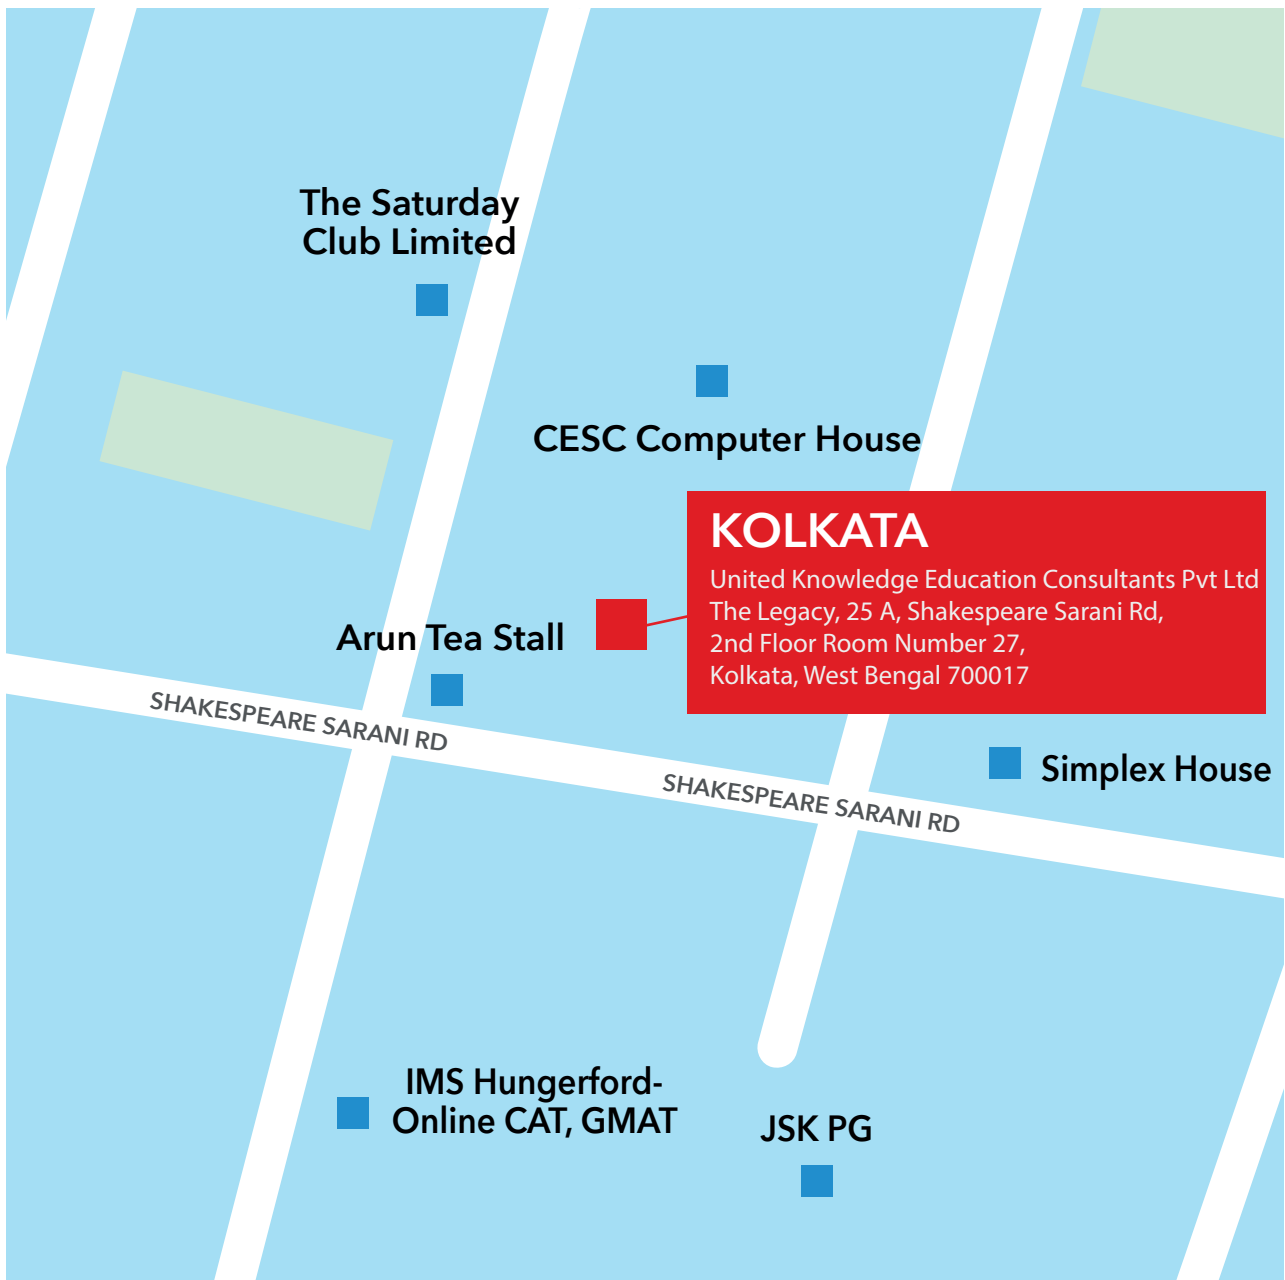 The Saturday
Club Limited
CESC Computer House
KOLKATA
United Knowledge Education Consultants Pvt Ltd
The Legacy, 25 A, Shakespeare Sarani Rd,
2nd Floor Room Number 27,
Kolkata, West Bengal 700017
Arun Tea Stall
SHAKESPEARE SARANI RD
SHAKESPEARE SARANI RD
Simplex House
IMS Hungerford-
Online CAT, GMAT
JSK PG